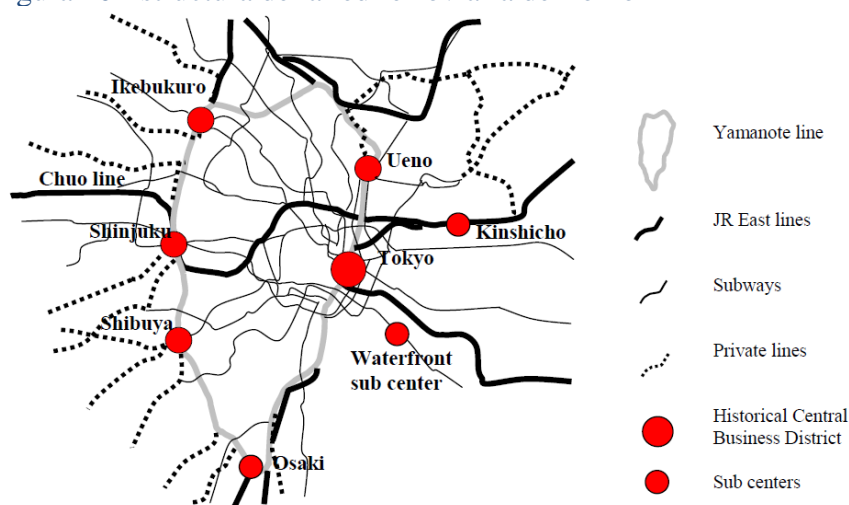 Ikebukuro
Ueno
Chuo line
Shinjuku
Kinshicho
Tokyo
Shibuya
Waterfront
sub center
Osaki
Yamanote line
JR East lines
Subways
Private lines
Historical Central
Business District
Sub centers